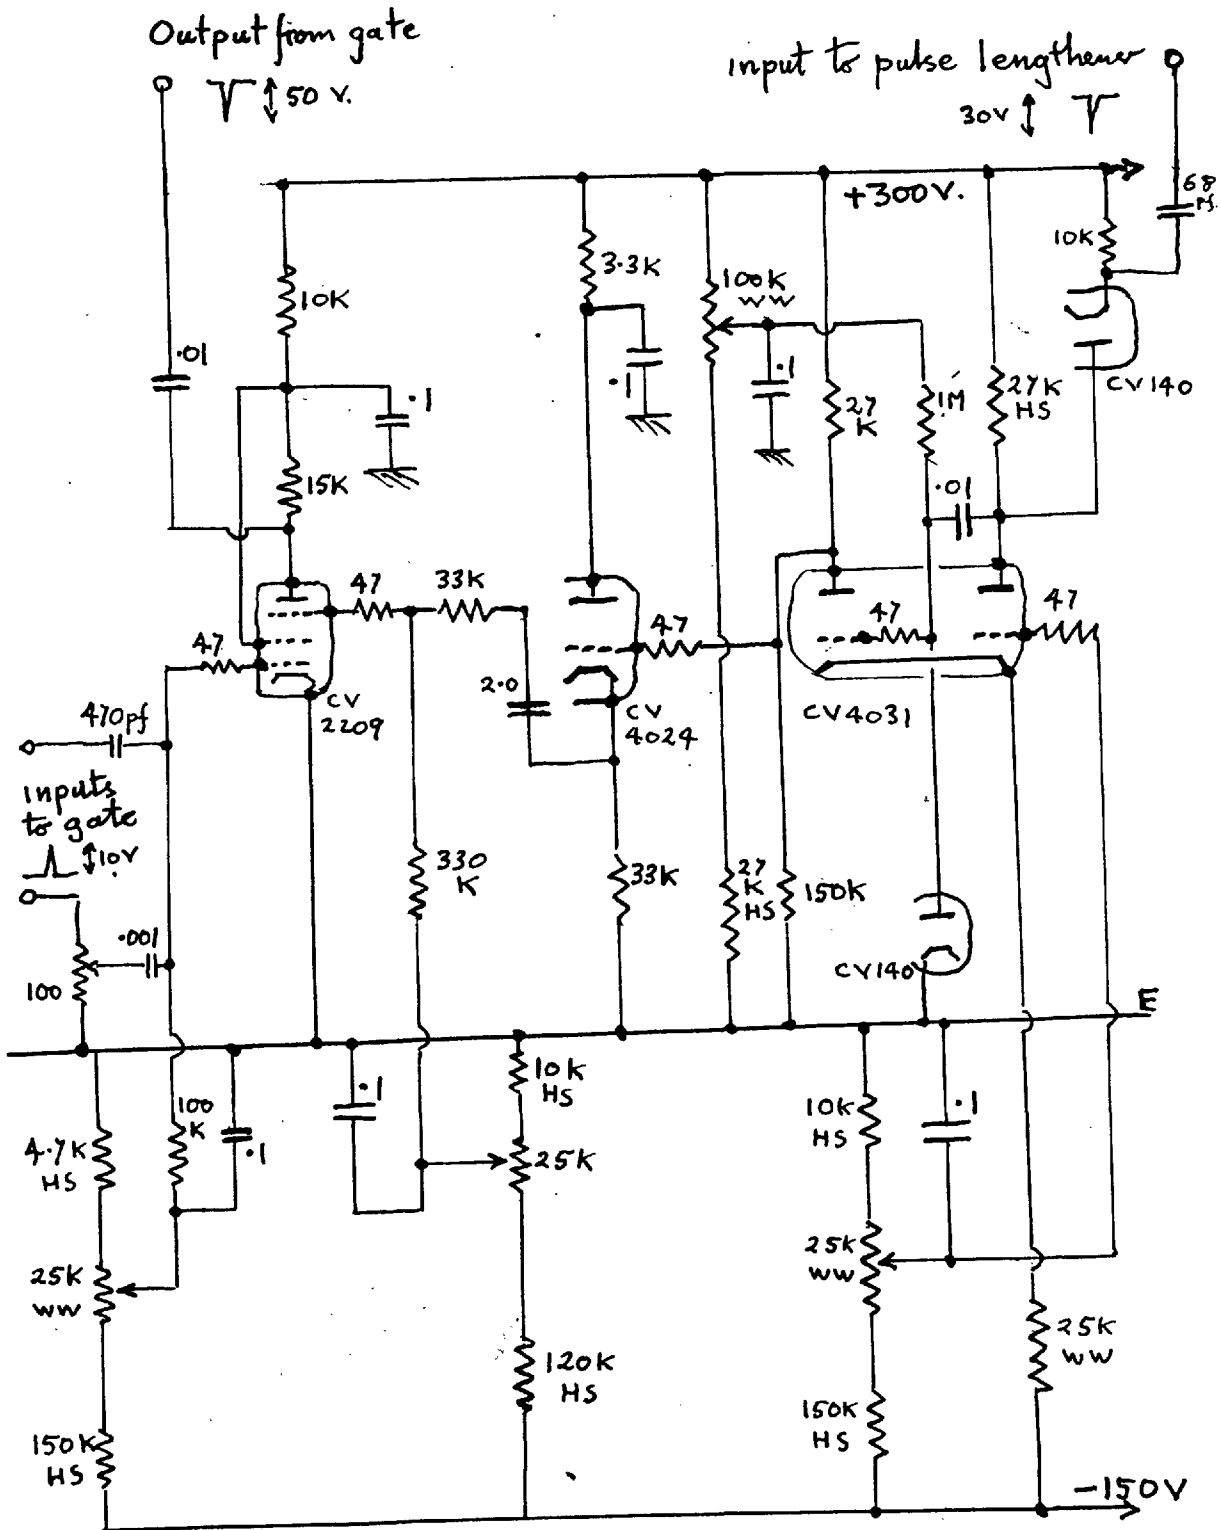 Output from gate
50 V.
Input to pulse lengthener
30V
68
pf.
+300V.
10K
3.3K
100K
WW
10K
.01
.1
.1
.1
27
K
1M
27K
HS
CV140
15K
.01
47
33K
47
47
47
47
2.0
CV
2209
CV
4024
CV4031
470pf
Inputs
to gate
10V
330
K
33K
27
K
HS
150K
.001
100
CV140
E
10K
HS
.1
100
K
.1
4.7K
HS
25K
10K
HS
.1
25K
WW
25K
WW
25K
WW
120K
HS
150K
HS
150K
HS
-150V